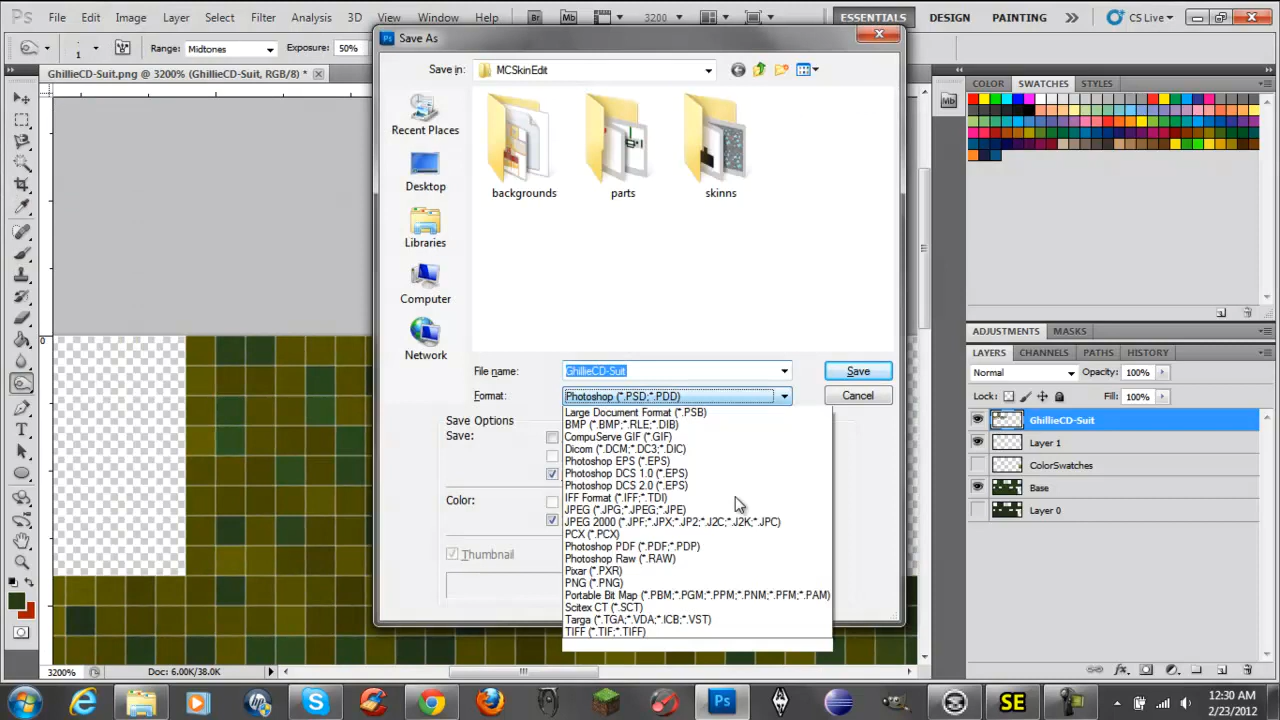 Ps File Edit Image Layer Select Filter Analysis 3D View Window Help Br Mb 3200 ESSENTIALS DESIGN PAINTING CS Live
Save As
1 Range: Midtones Exposure: 50%
Save in: MCSkinEdit
GhillieCD-Suit.png @ 3200% (GhillieCD-Suit, RGB/8) *
COLOR SWATCHES STYLES
Mb
Recent Places
Desktop
Libraries
Computer
Network
backgrounds parts skinns
0
File name: GhillieCD-Suit Save
Format: Photoshop (*.PSD;*.PDD) Cancel
Large Document Format (*.PSB)
BMP (*.BMP;*.RLE;*.DIB)
CompuServe GIF (*.GIF)
Dicom (*.DCM;*.DC3;*.DIC)
Photoshop EPS (*.EPS)
Photoshop DCS 1.0 (*.EPS)
Photoshop DCS 2.0 (*.EPS)
IFF Format (*.IFF;*.TDI)
JPEG (*.JPG;*.JPEG;*.JPE)
JPEG 2000 (*.JPF;*.JPX;*.JP2;*.J2C;*.J2K;*.JPC)
PCX (*.PCX)
Photoshop PDF (*.PDF;*.PDP)
Photoshop Raw (*.RAW)
Pixar (*.PXR)
PNG (*.PNG)
Portable Bit Map (*.PBM;*.PGM;*.PPM;*.PNM;*.PFM;*.PAM)
Scitex CT (*.SCT)
Targa (*.TGA;*.VDA;*.ICB;*.VST)
TIFF (*.TIF;*.TIFF)
Save Options
Save:
Color:
Thumbnail
ADJUSTMENTS MASKS
LAYERS CHANNELS PATHS HISTORY
Normal Opacity: 100%
Lock: Fill: 100%
GhillieCD-Suit
Layer 1
ColorSwatches
Base
Layer 0
3200% Doc: 6.00K/38.0K
Ps SE
12:30 AM
2/23/2012